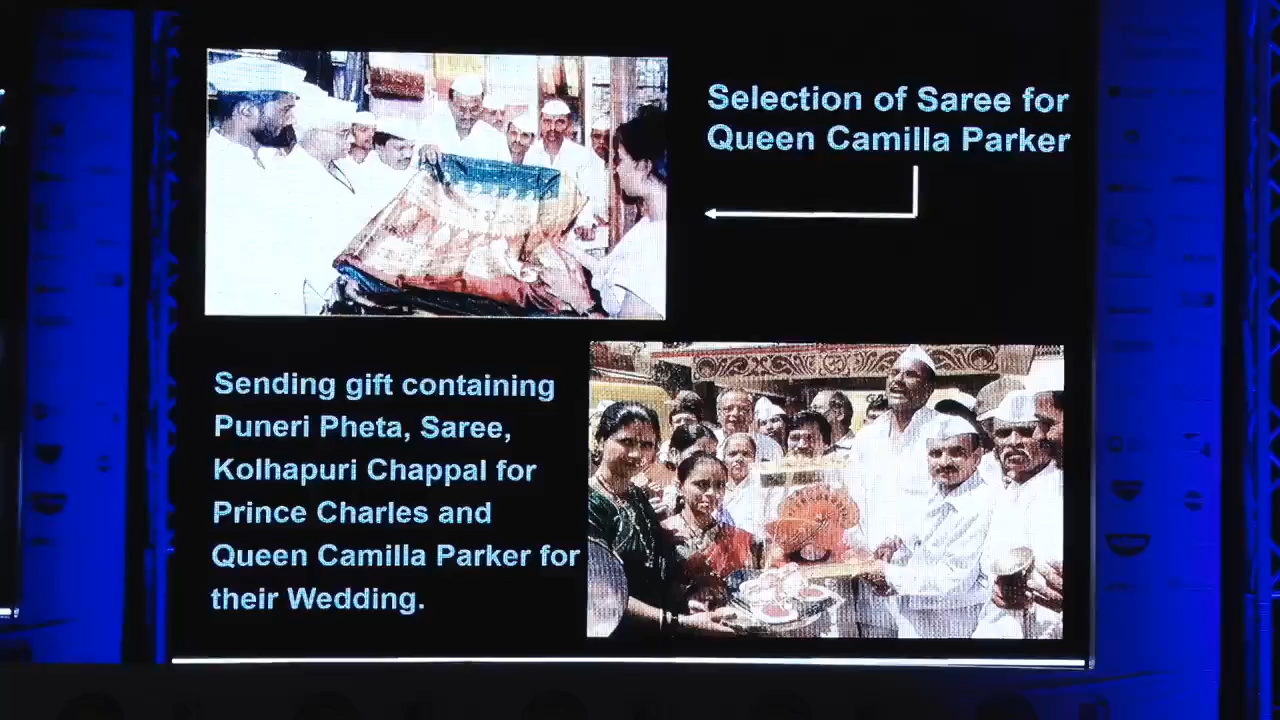 Selection of Saree for
Queen Camilla Parker
Sending gift containing
Puneri Pheta, Saree,
Kolhapuri Chappal for
Prince Charles and
Queen Camilla Parker for
their Wedding.